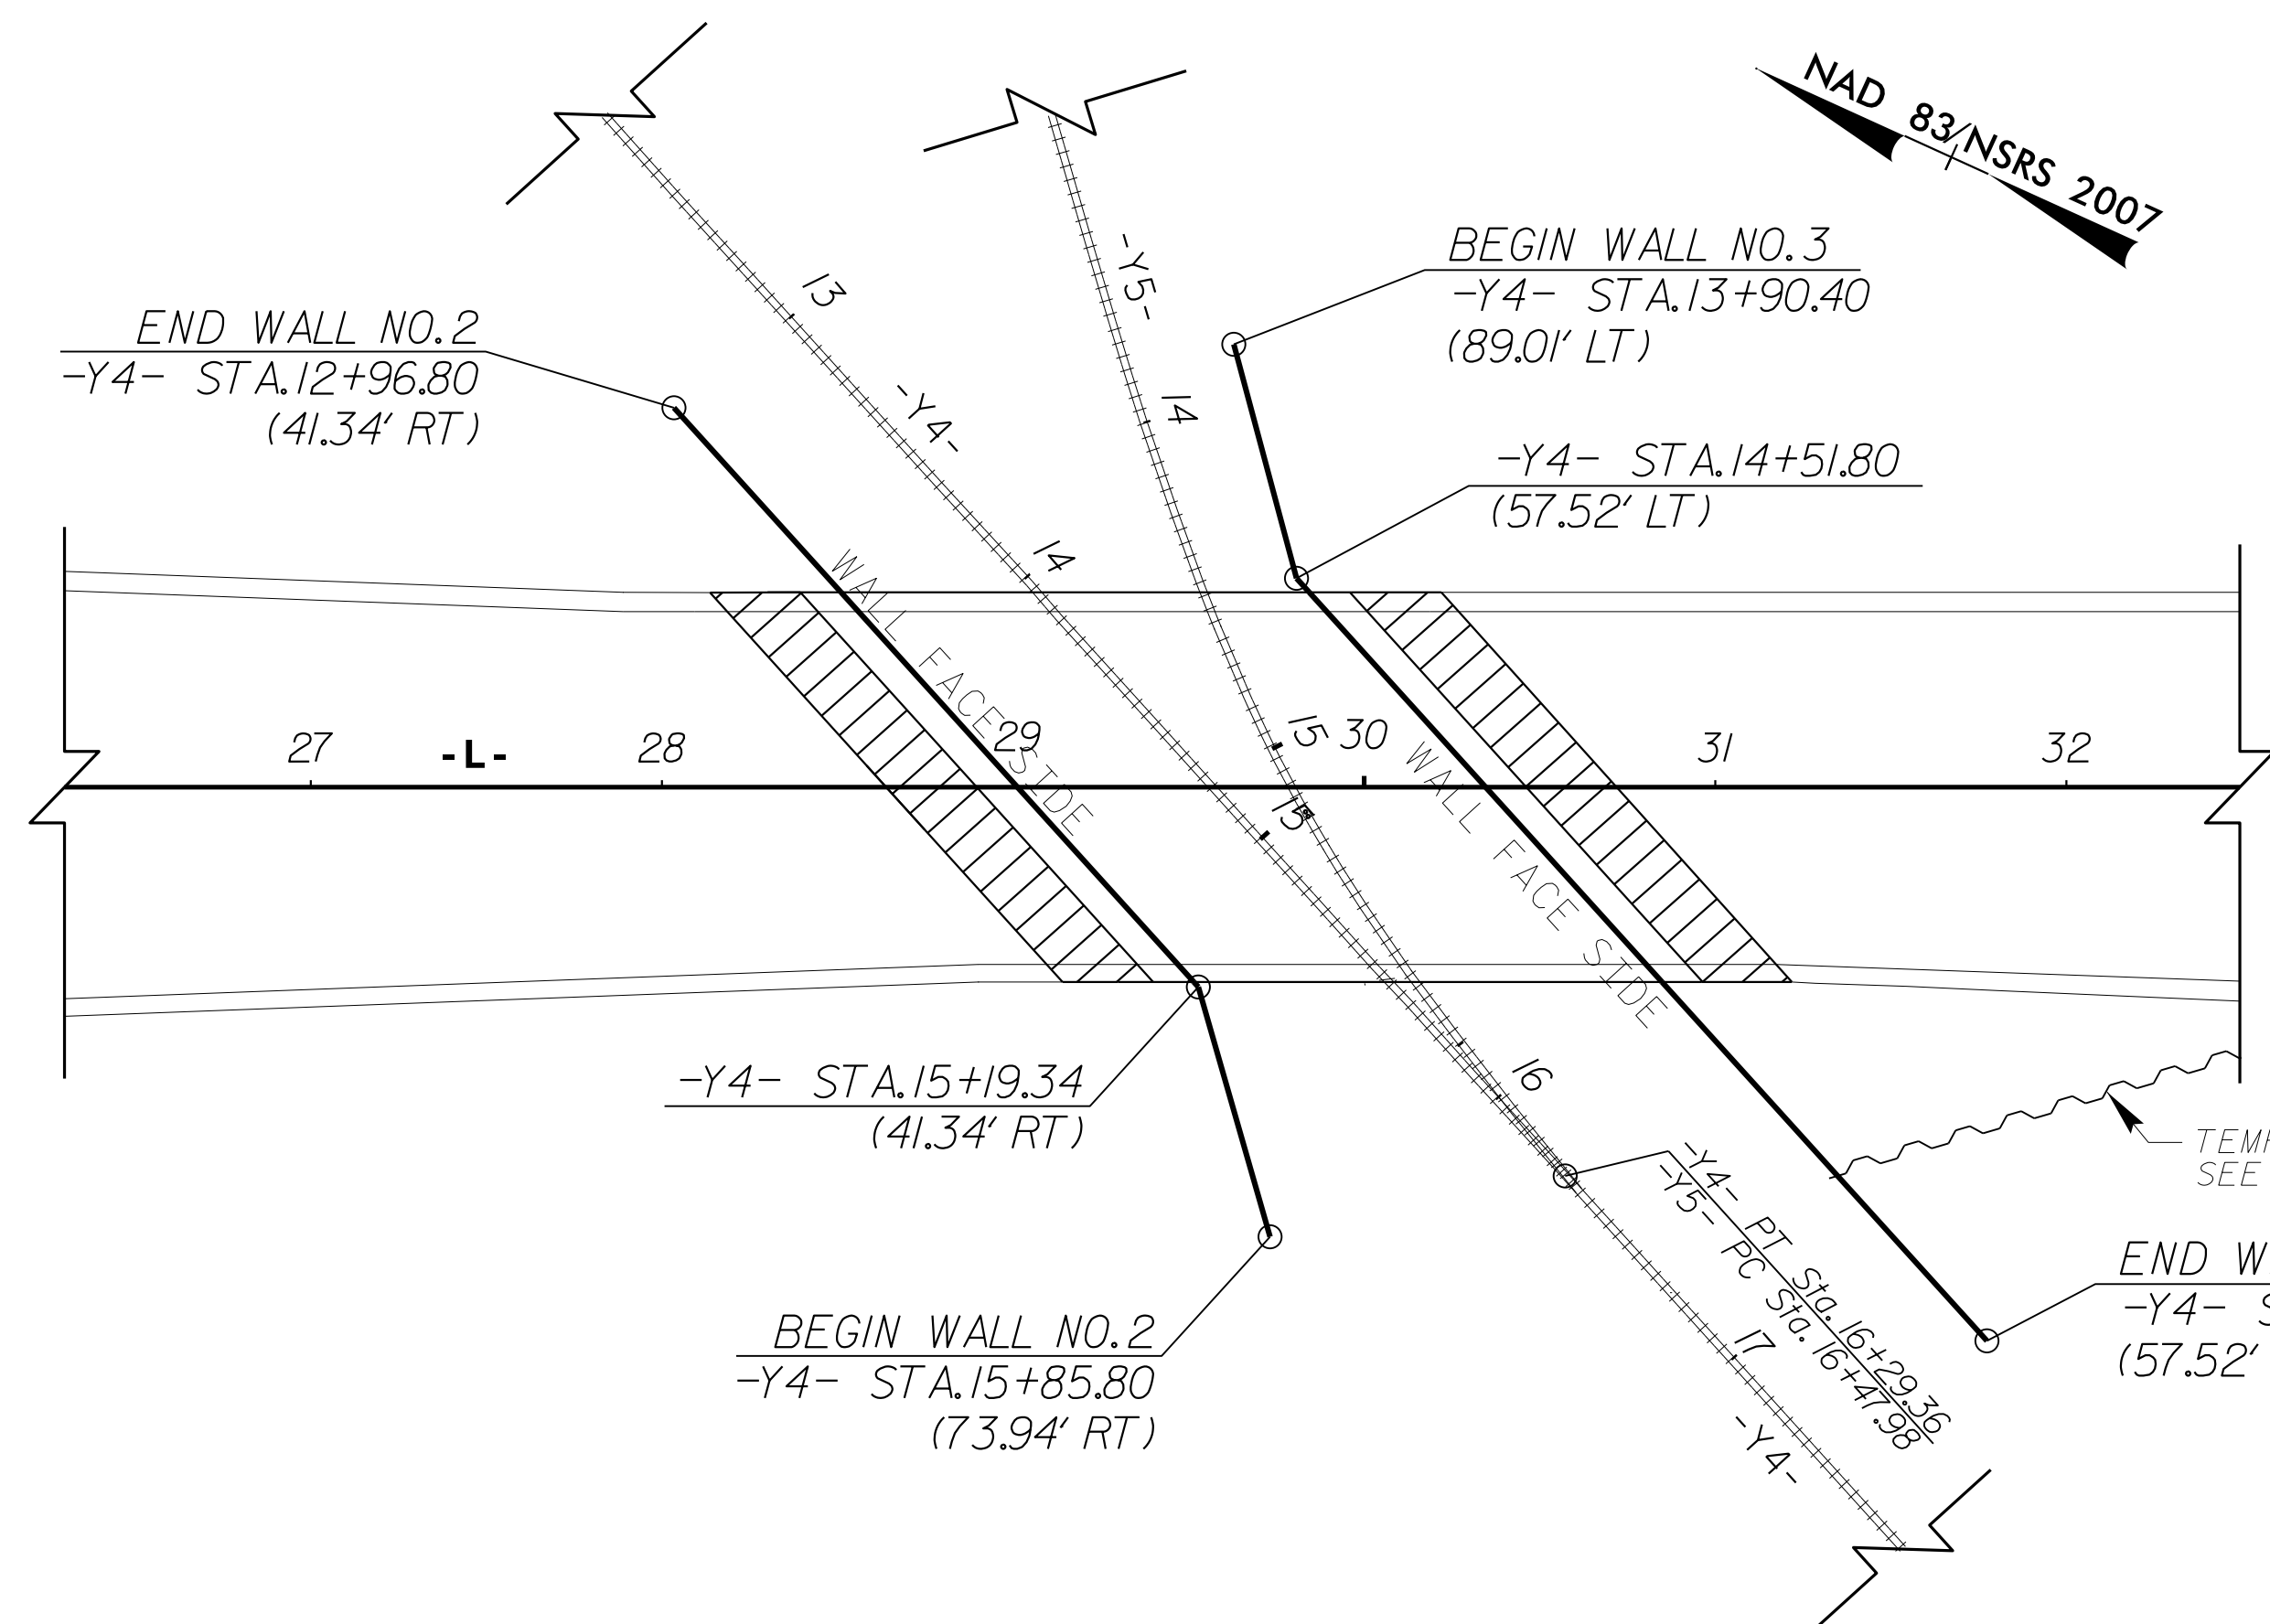 NAD 83/NSRS 2007
BEGIN WALL NO.3
-Y4- STA.13+90.40
(89.01' LT)
END WALL NO.2
-Y4- STA.12+96.80
(41.34' RT)
13
-Y5-
-Y4-
14
-Y4- STA.14+51.80
(57.52' LT)
14
WALL FACE SIDE
27
-L-
28
29
15
30
31
32
15
WALL FACE SIDE
-Y4- STA.15+19.34
(41.34' RT)
16
TEM
SEE
-Y4- PT Sta.16+29.36
-Y5- PC Sta.16+47.98
END W
-Y4- S
(57.52'
BEGIN WALL NO.2
-Y4- STA.15+85.80
(73.94' RT)
17
-Y4-